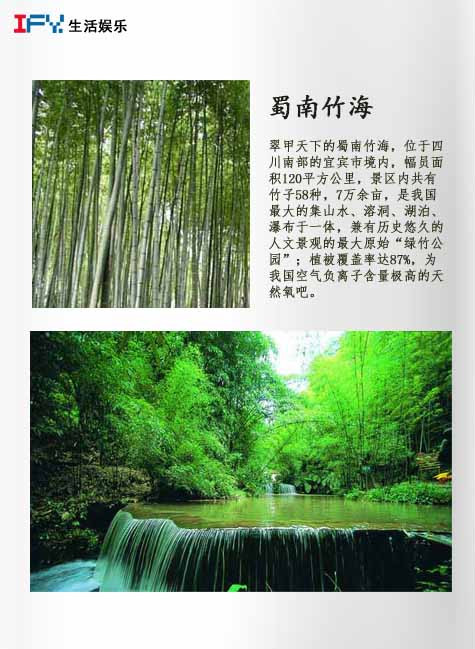 IFY 生活娱乐
蜀南竹海
翠甲天下的蜀南竹海，位于四
川南部的宜宾市境内，幅员面
积120平方公里，景区内共有
竹子58种，7万余亩，是我国
最大的集山水、溶洞、湖泊、
瀑布于一体，兼有历史悠久的
人文景观的最大原始“绿竹公
园”；植被覆盖率达87%，为
我国空气负离子含量极高的天
然氧吧。